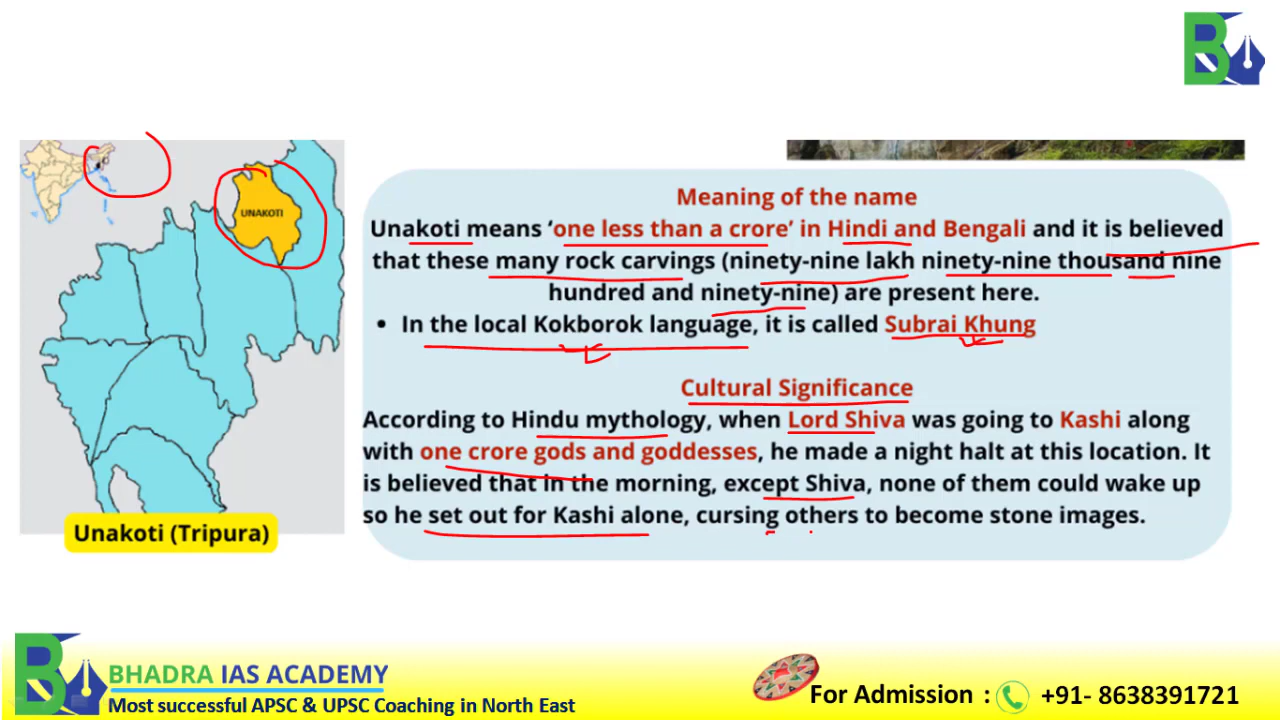 UNAKOTI
Unakoti (Tripura)
Meaning of the name
Unakoti means ‘one less than a crore’ in Hindi and Bengali and it is believed
that these many rock carvings (ninety-nine lakh ninety-nine thousand nine
hundred and ninety-nine) are present here.
• In the local Kokborok language, it is called Subrai Khung
Cultural Significance
According to Hindu mythology, when Lord Shiva was going to Kashi along
with one crore gods and goddesses, he made a night halt at this location. It
is believed that in the morning, except Shiva, none of them could wake up
so he set out for Kashi alone, cursing others to become stone images.
BHADRA IAS ACADEMY
Most successful APSC & UPSC Coaching in North East
For Admission : +91- 8638391721